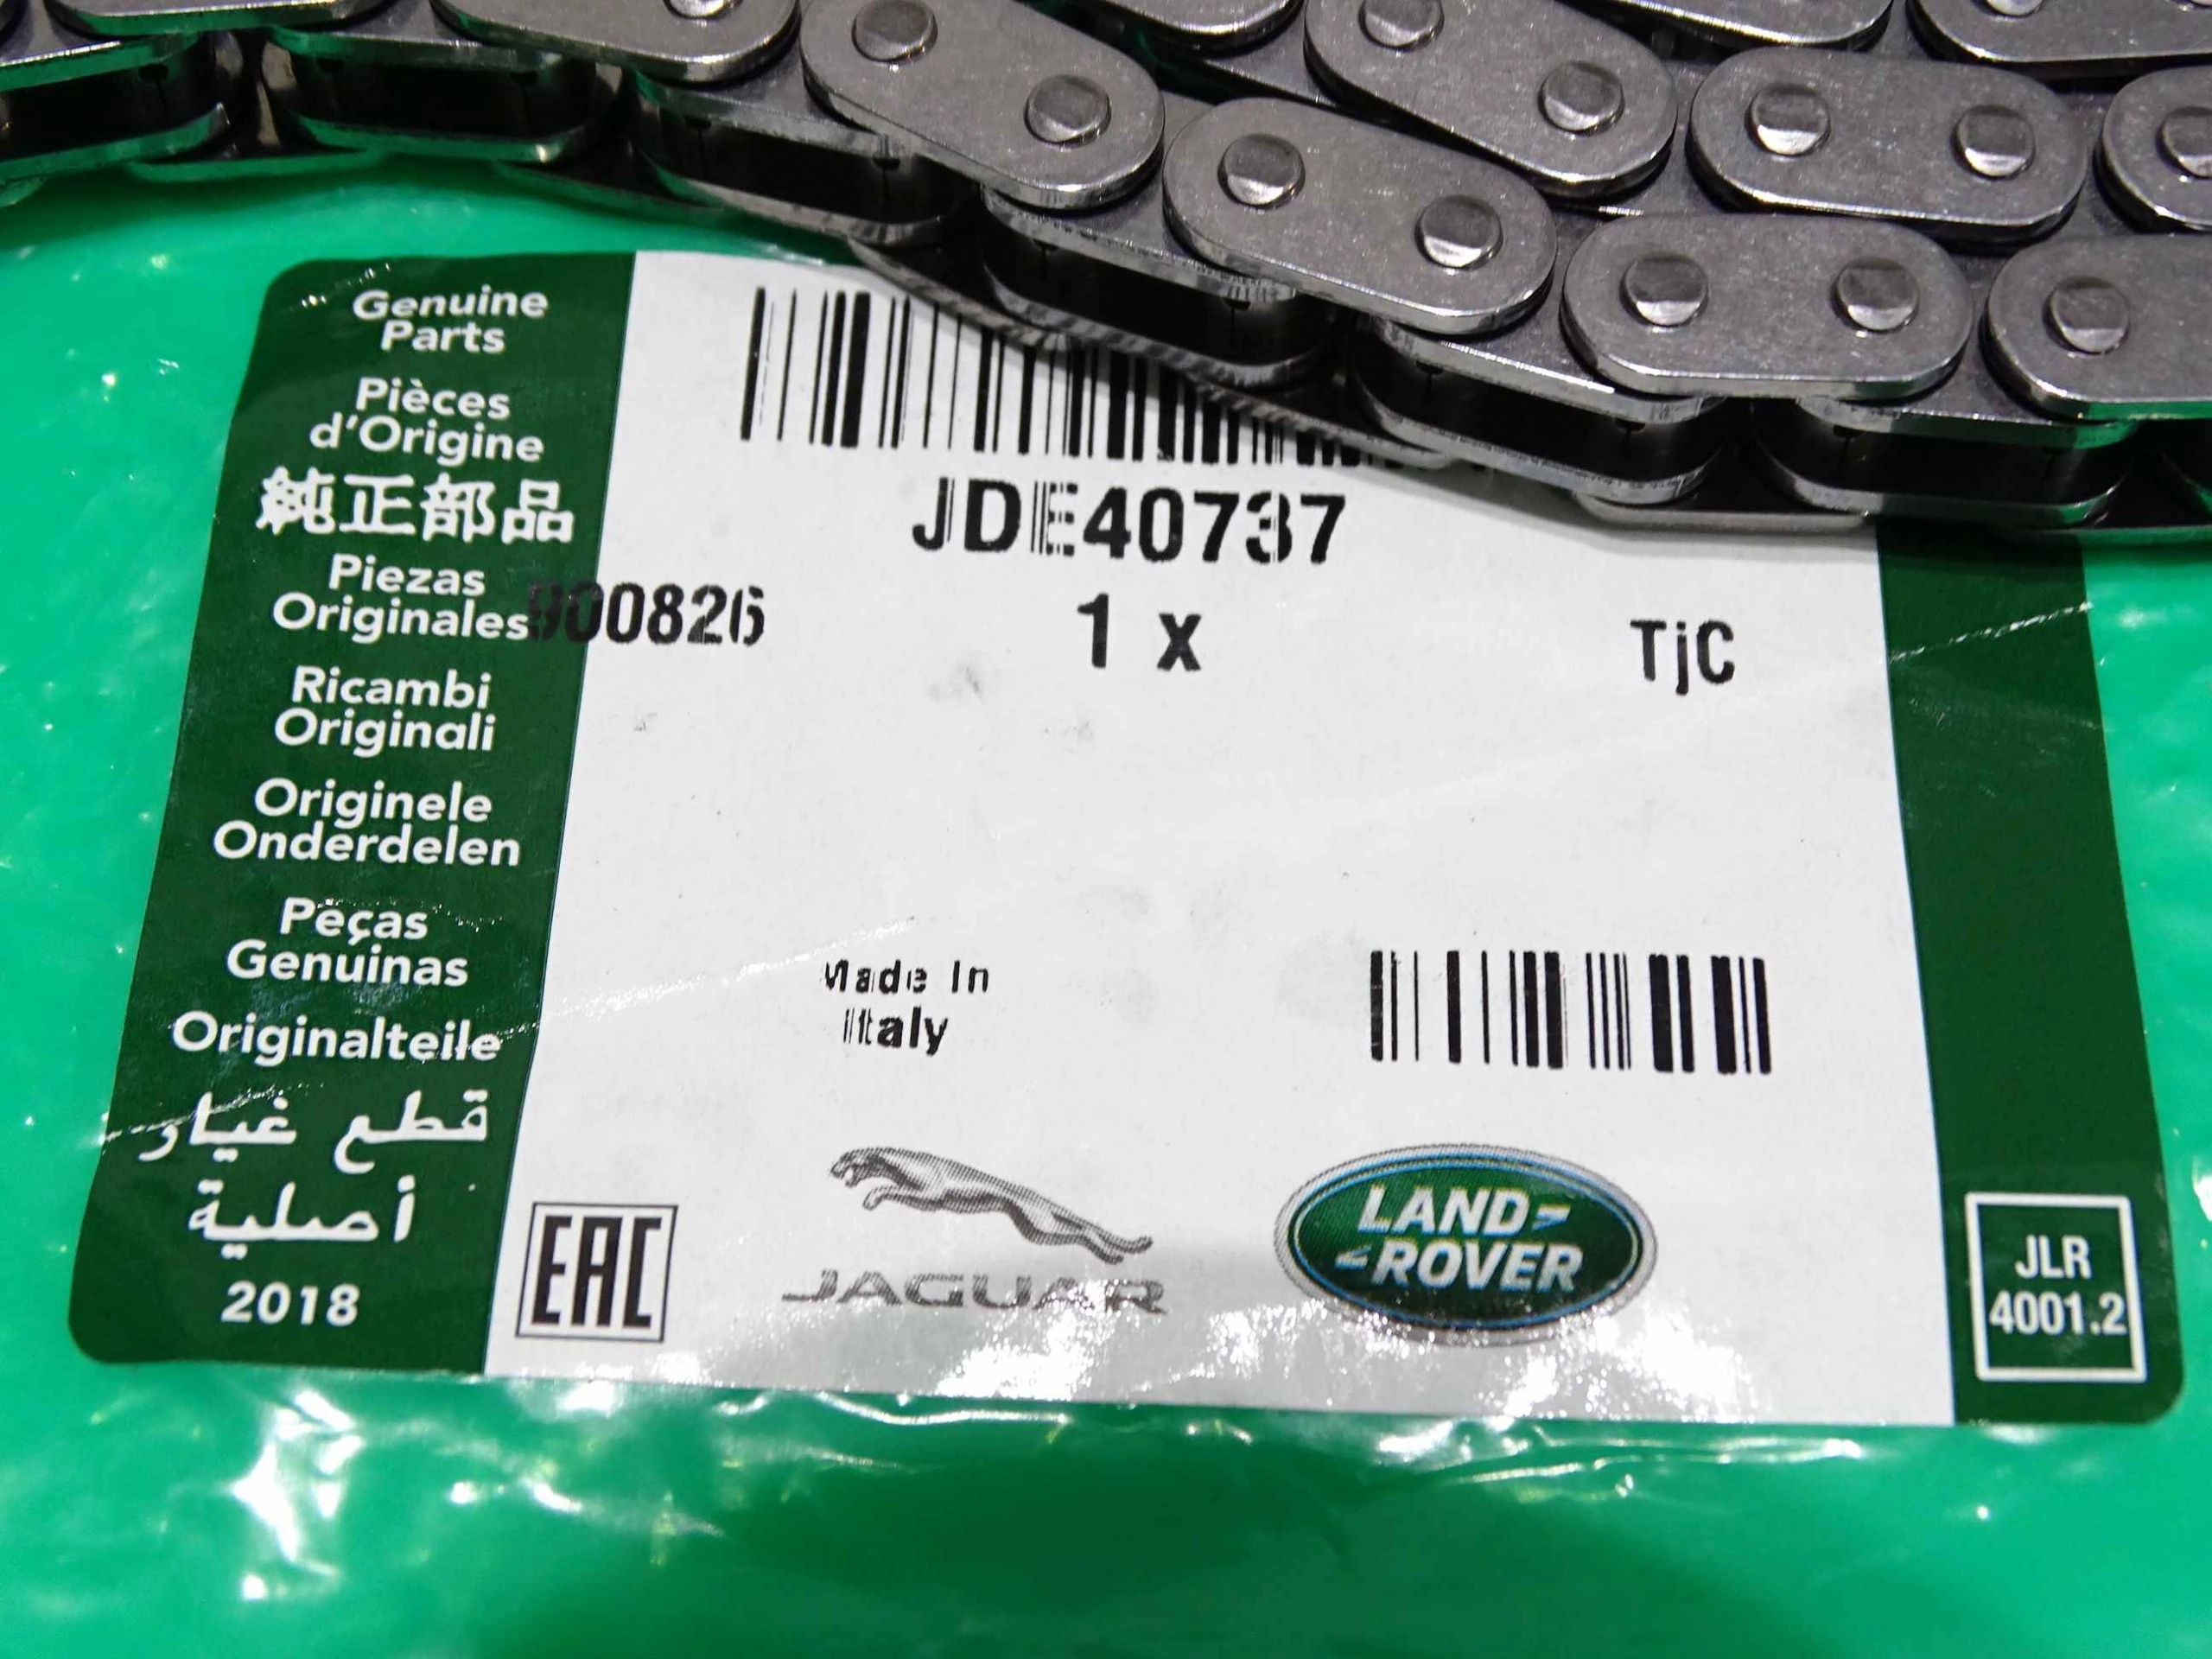 Genuine
Parts
Pièces
d'Origine
純正部品
Piezas
Originales
Ricambi
Originali
Originele
Onderdelen
Peças
Genuinas
Originalteile
قطع غيار
أصلية
2018
JDE40737
900826
1 x
TjC
Made In
Italy
EAC
JAGUAR
LAND
ROVER
JLR
4001.2